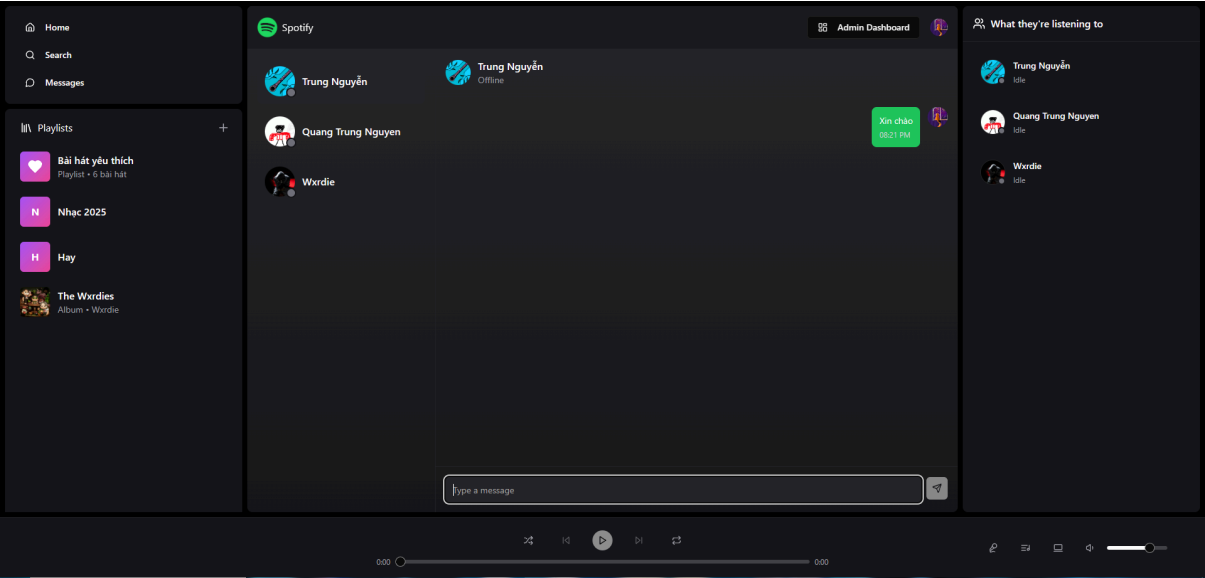 Home
Search
Messages
Playlists
Bài hát yêu thích
Playlist • 6 bài hát
N
Nhạc 2025
H
Hay
The Wxrdies
Album • Wxrdie
Spotify
Admin Dashboard
Trung Nguyễn
Quang Trung Nguyen
Wxrdie
Trung Nguyễn
Offline
Xin chào
08:21 PM
Type a message
What they're listening to
Trung Nguyễn
Idle
Quang Trung Nguyen
Idle
Wxrdie
Idle
0:00
0:00